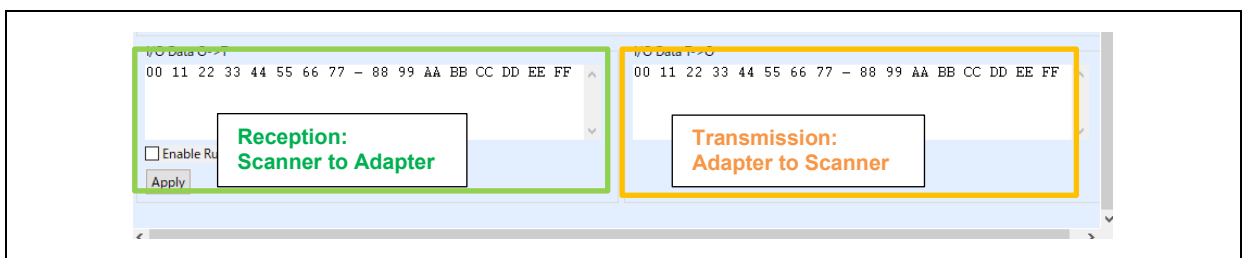 I/O Data O->T
00 11 22 33 44 55 66 77 – 88 99 AA BB CC DD EE FF
Reception:
Scanner to Adapter
Enable Ru
Apply
I/O Data T->O
00 11 22 33 44 55 66 77 – 88 99 AA BB CC DD EE FF
Transmission:
Adapter to Scanner